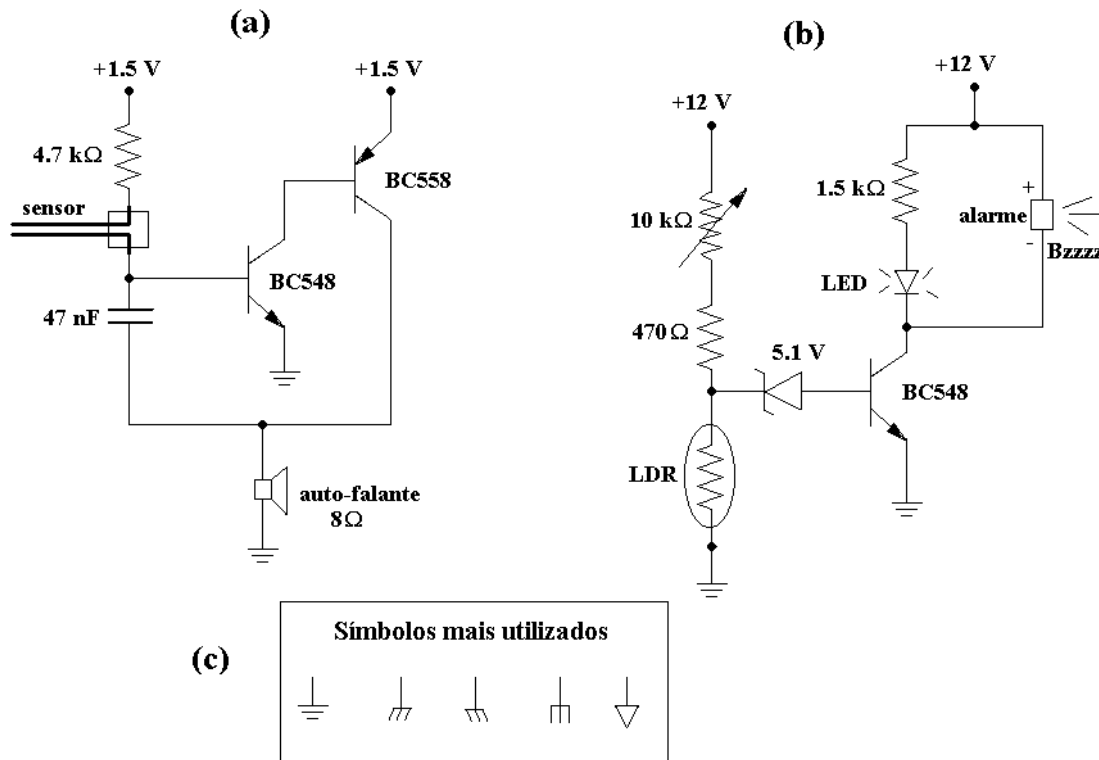 (a)
+1.5 V
+1.5 V
4.7 kΩ
BC558
sensor
BC548
47 nF
auto-falante
8Ω
(b)
+12 V
+12 V
1.5 kΩ
+
10 kΩ
alarme
-
Bzzzz
LED
470Ω
5.1 V
BC548
LDR
(c)
Símbolos mais utilizados